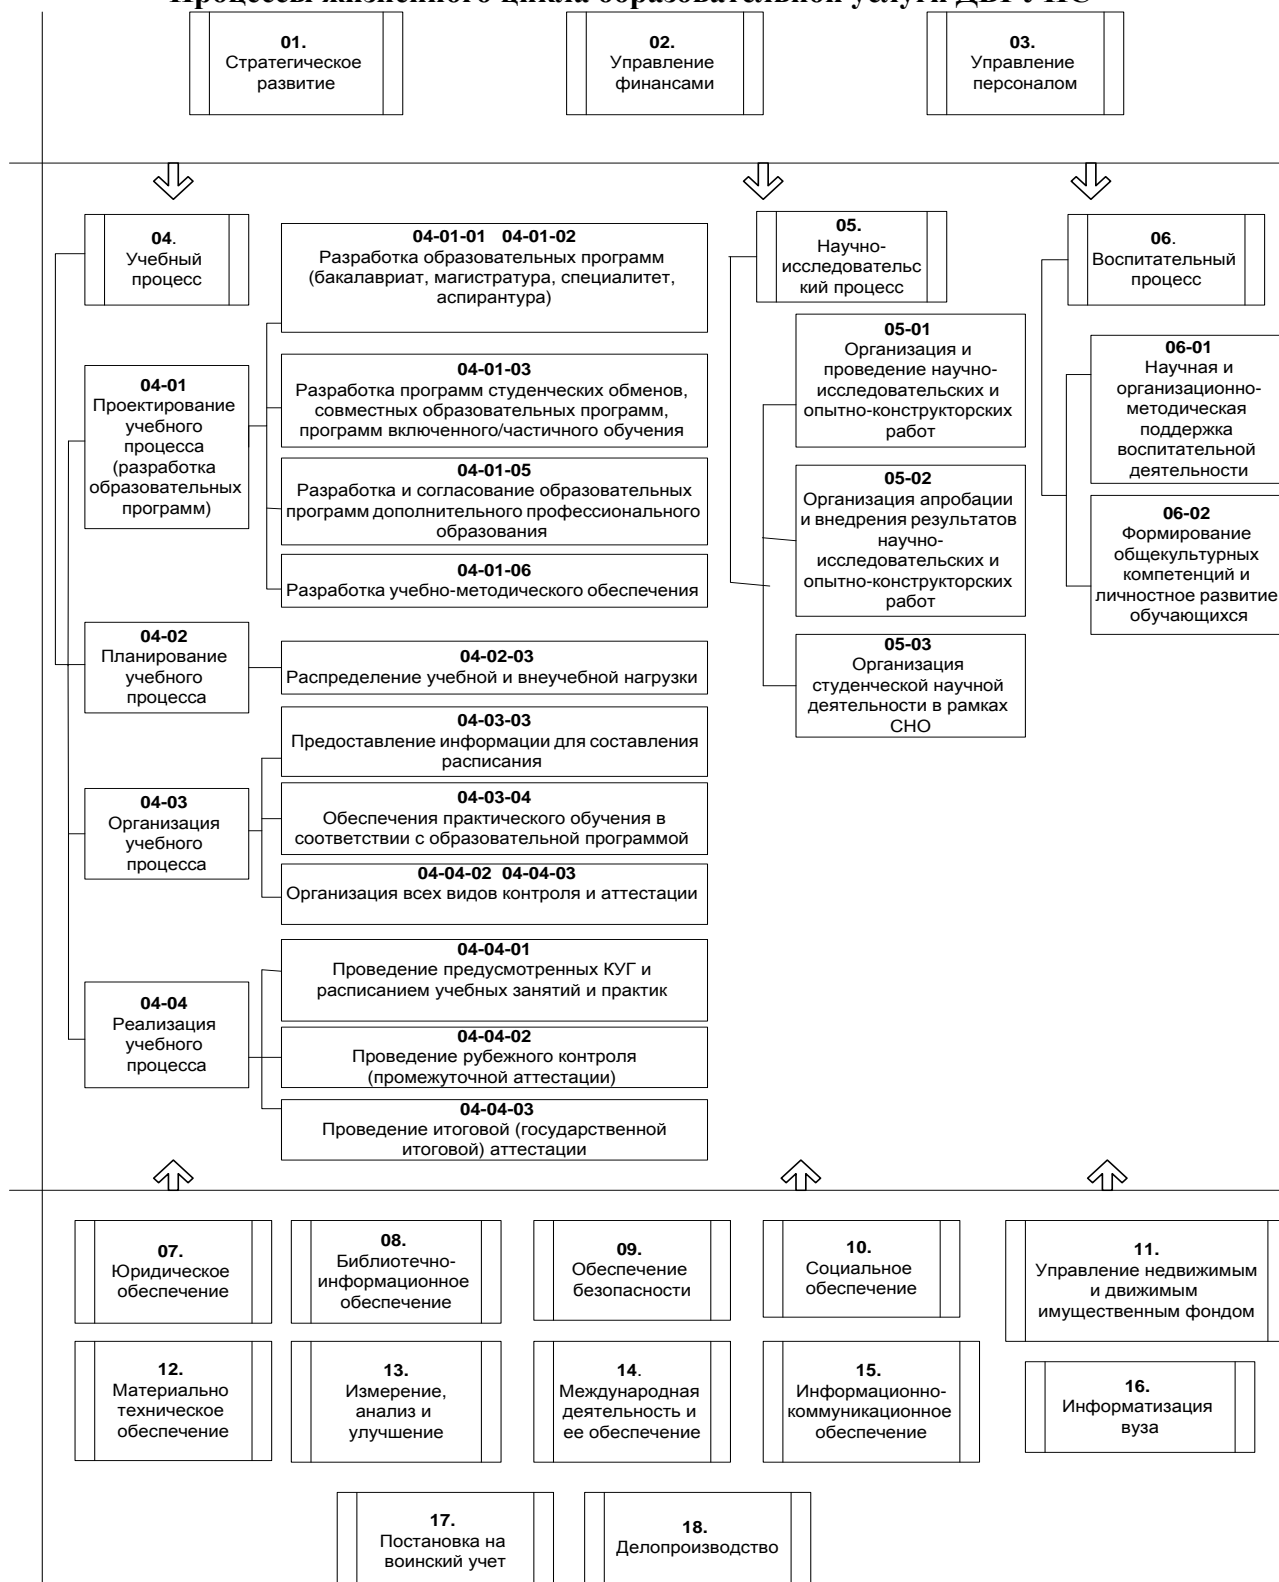 Процессы жизненного цикла образовательной услуги ДВГУПС
01.
Стратегическое
развитие
02.
Управление
финансами
03.
Управление
персоналом
04.
Учебный
процесс
04-01-01 04-01-02
Разработка образовательных программ
(бакалавриат, магистратура, специалитет,
аспирантура)
05.
Научно-
исследовательс
кий процесс
06.
Воспитательный
процесс
04-01
Проектирование
учебного
процесса
(разработка
образовательных
программ)
04-01-03
Разработка программ студенческих обменов,
совместных образовательных программ,
программ включенного/частичного обучения
04-01-05
Разработка и согласование образовательных
программ дополнительного профессионального
образования
04-01-06
Разработка учебно-методического обеспечения
05-01
Организация и
проведение научно-
исследовательских и
опытно-конструкторских
работ
05-02
Организация апробации
и внедрения результатов
научно-
исследовательских и
опытно-конструкторских
работ
05-03
Организация
студенческой научной
деятельности в рамках
СНО
06-01
Научная и
организационно-
методическая
поддержка
воспитательной
деятельности
06-02
Формирование
общекультурных
компетенций и
личностное развитие
обучающихся
04-02
Планирование
учебного
процесса
04-02-03
Распределение учебной и внеучебной нагрузки
04-03
Организация
учебного
процесса
04-03-03
Предоставление информации для составления
расписания
04-03-04
Обеспечения практического обучения в
соответствии с образовательной программой
04-04-02 04-04-03
Организация всех видов контроля и аттестации
04-04
Реализация
учебного
процесса
04-04-01
Проведение предусмотренных КУГ и
расписанием учебных занятий и практик
04-04-02
Проведение рубежного контроля
(промежуточной аттестации)
04-04-03
Проведение итоговой (государственной
итоговой) аттестации
07.
Юридическое
обеспечение
08.
Библиотечно-
информационное
обеспечение
09.
Обеспечение
безопасности
10.
Социальное
обеспечение
11.
Управление недвижимым
и движимым
имущественным фондом
12.
Материально
техническое
обеспечение
13.
Измерение,
анализ и
улучшение
14.
Международная
деятельность и
ее обеспечение
15.
Информационно-
коммуникационное
обеспечение
16.
Информатизация
вуза
17.
Постановка на
воинский учет
18.
Делопроизводство